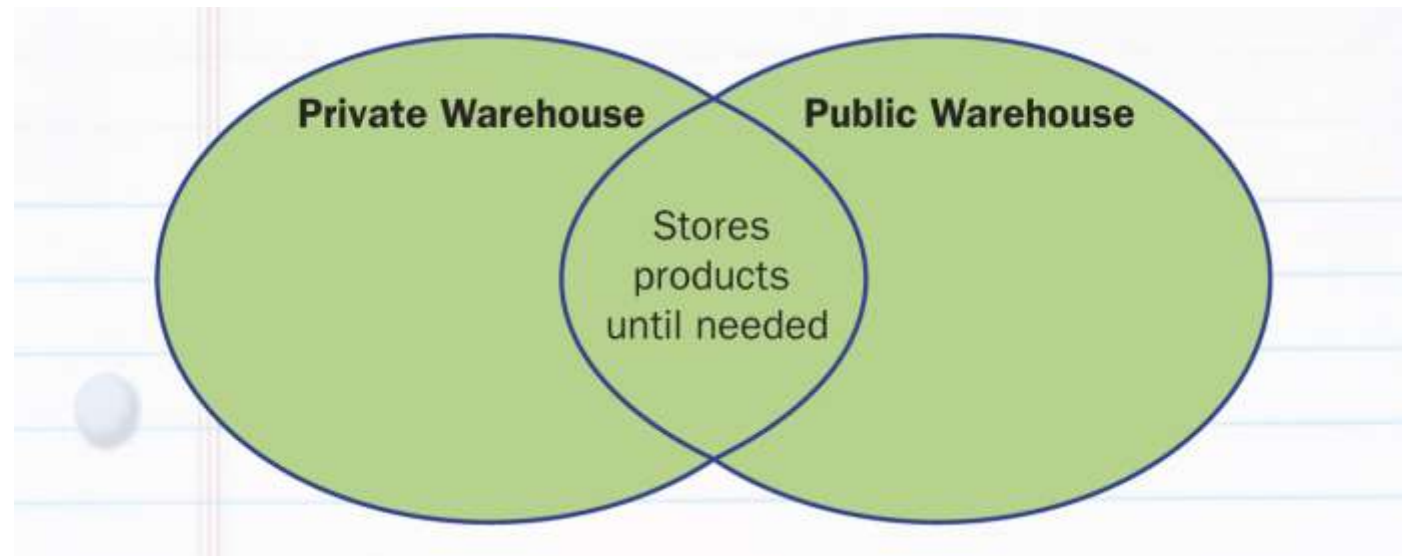 Private Warehouse
Public Warehouse
Stores
products
until needed